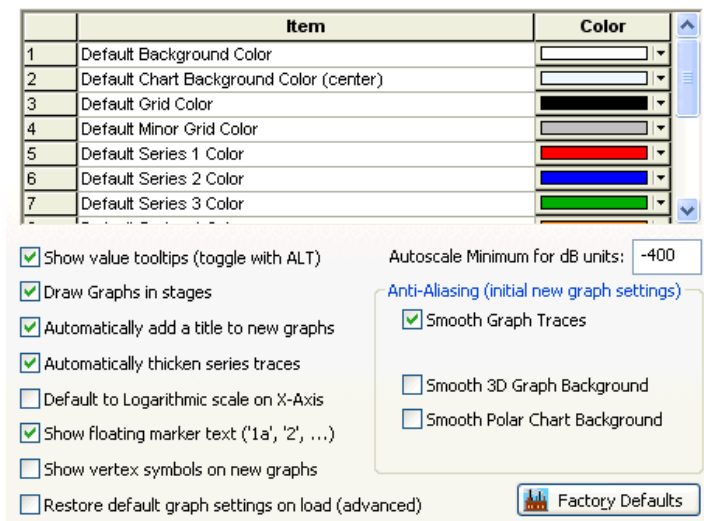 Item Color
1 Default Background Color
2 Default Chart Background Color (center)
3 Default Grid Color
4 Default Minor Grid Color
5 Default Series 1 Color
6 Default Series 2 Color
7 Default Series 3 Color
Show value tooltips (toggle with ALT)
Draw Graphs in stages
Automatically add a title to new graphs
Automatically thicken series traces
Default to Logarithmic scale on X-Axis
Show floating marker text ('1a', '2', ...)
Show vertex symbols on new graphs
Restore default graph settings on load (advanced)
Autoscale Minimum for dB units: -400
Anti-Aliasing (initial new graph settings)
Smooth Graph Traces
Smooth 3D Graph Background
Smooth Polar Chart Background
Factory Defaults